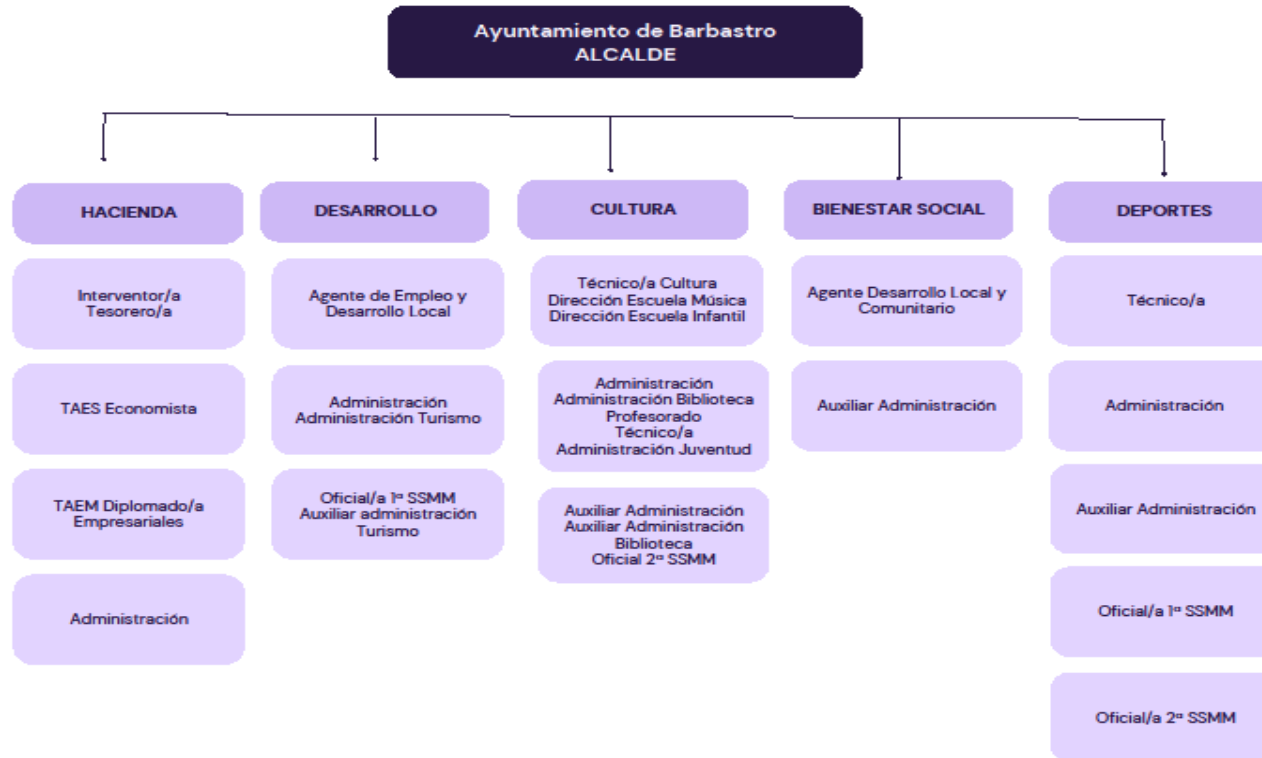 Ayuntamiento de Barbastro
ALCALDE
HACIENDA
Interventor/a
Tesorero/a
TAES Economista
TAEM Diplomado/a
Empresariales
Administración
DESARROLLO
Agente de Empleo y
Desarrollo Local
Administración
Administración Turismo
Oficial/a 1ª SSMM
Auxiliar administración
Turismo
CULTURA
Técnico/a Cultura
Dirección Escuela Música
Dirección Escuela Infantil
Administración
Administración Biblioteca
Profesorado
Técnico/a
Administración Juventud
Auxiliar Administración
Auxiliar Administración
Biblioteca
Oficial 2ª SSMM
BIENESTAR SOCIAL
Agente Desarrollo Local y
Comunitario
Auxiliar Administración
DEPORTES
Técnico/a
Administración
Auxiliar Administración
Oficial/a 1ª SSMM
Oficial/a 2ª SSMM